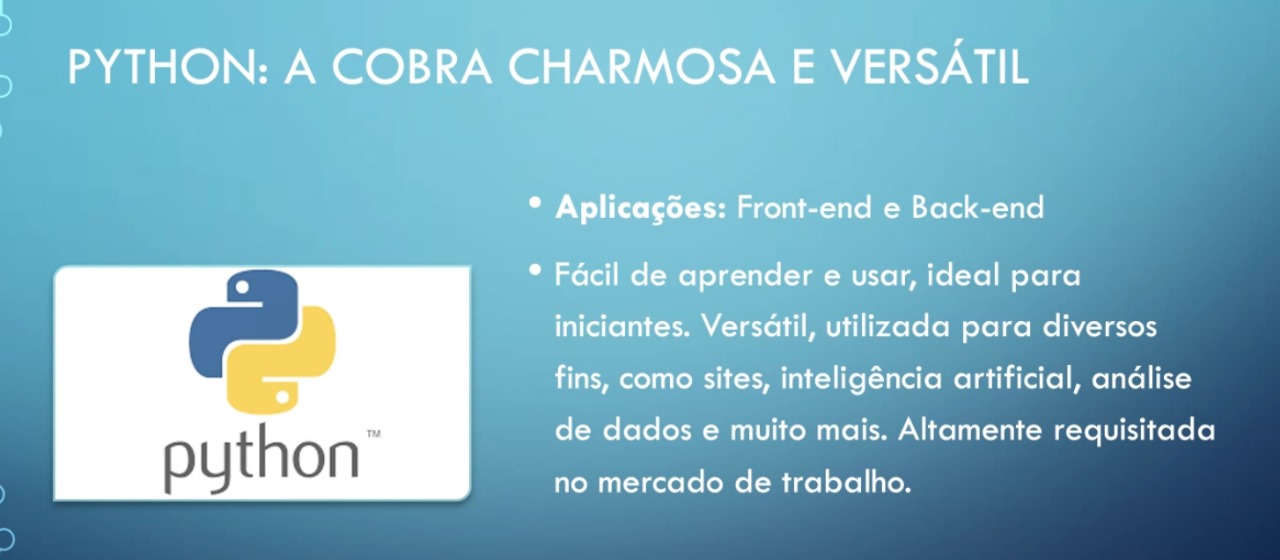 PYTHON: A COBRA CHARMOSA E VERSÁTIL
• Aplicações: Front-end e Back-end
• Fácil de aprender e usar, ideal para
iniciantes. Versátil, utilizada para diversos
fins, como sites, inteligência artificial, análise
de dados e muito mais. Altamente requisitada
no mercado de trabalho.
python™